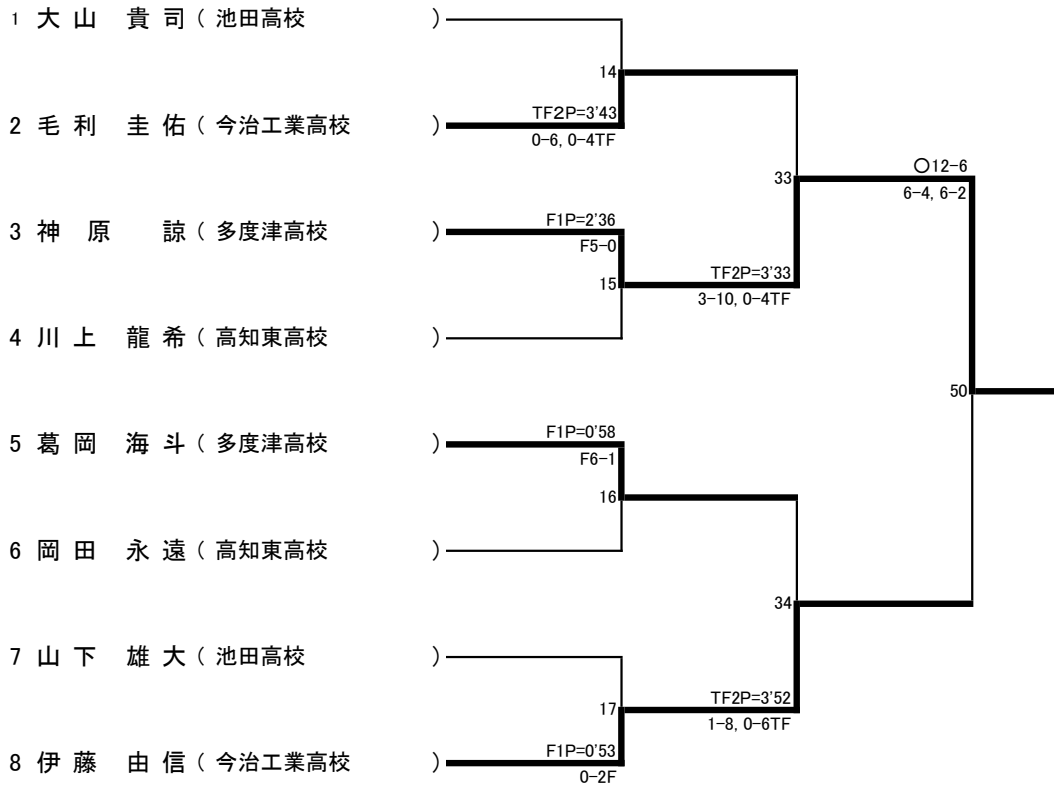 1 大山 貴司 ( 池田高校 )
14
TF2P=3'43
2 毛利 圭佑 ( 今治工業高校 )
0-6, 0-4TF
○12-6
33
6-4, 6-2
F1P=2'36
3 神原 諒 ( 多度津高校 )
F5-0
TF2P=3'33
15
3-10, 0-4TF
4 川上 龍希 ( 高知東高校 )
50
F1P=0'58
5 葛岡 海斗 ( 多度津高校 )
F6-1
16
6 岡田 永遠 ( 高知東高校 )
34
7 山下 雄大 ( 池田高校 )
TF2P=3'52
17
1-8, 0-6TF
F1P=0'53
8 伊藤 由信 ( 今治工業高校 )
0-2F